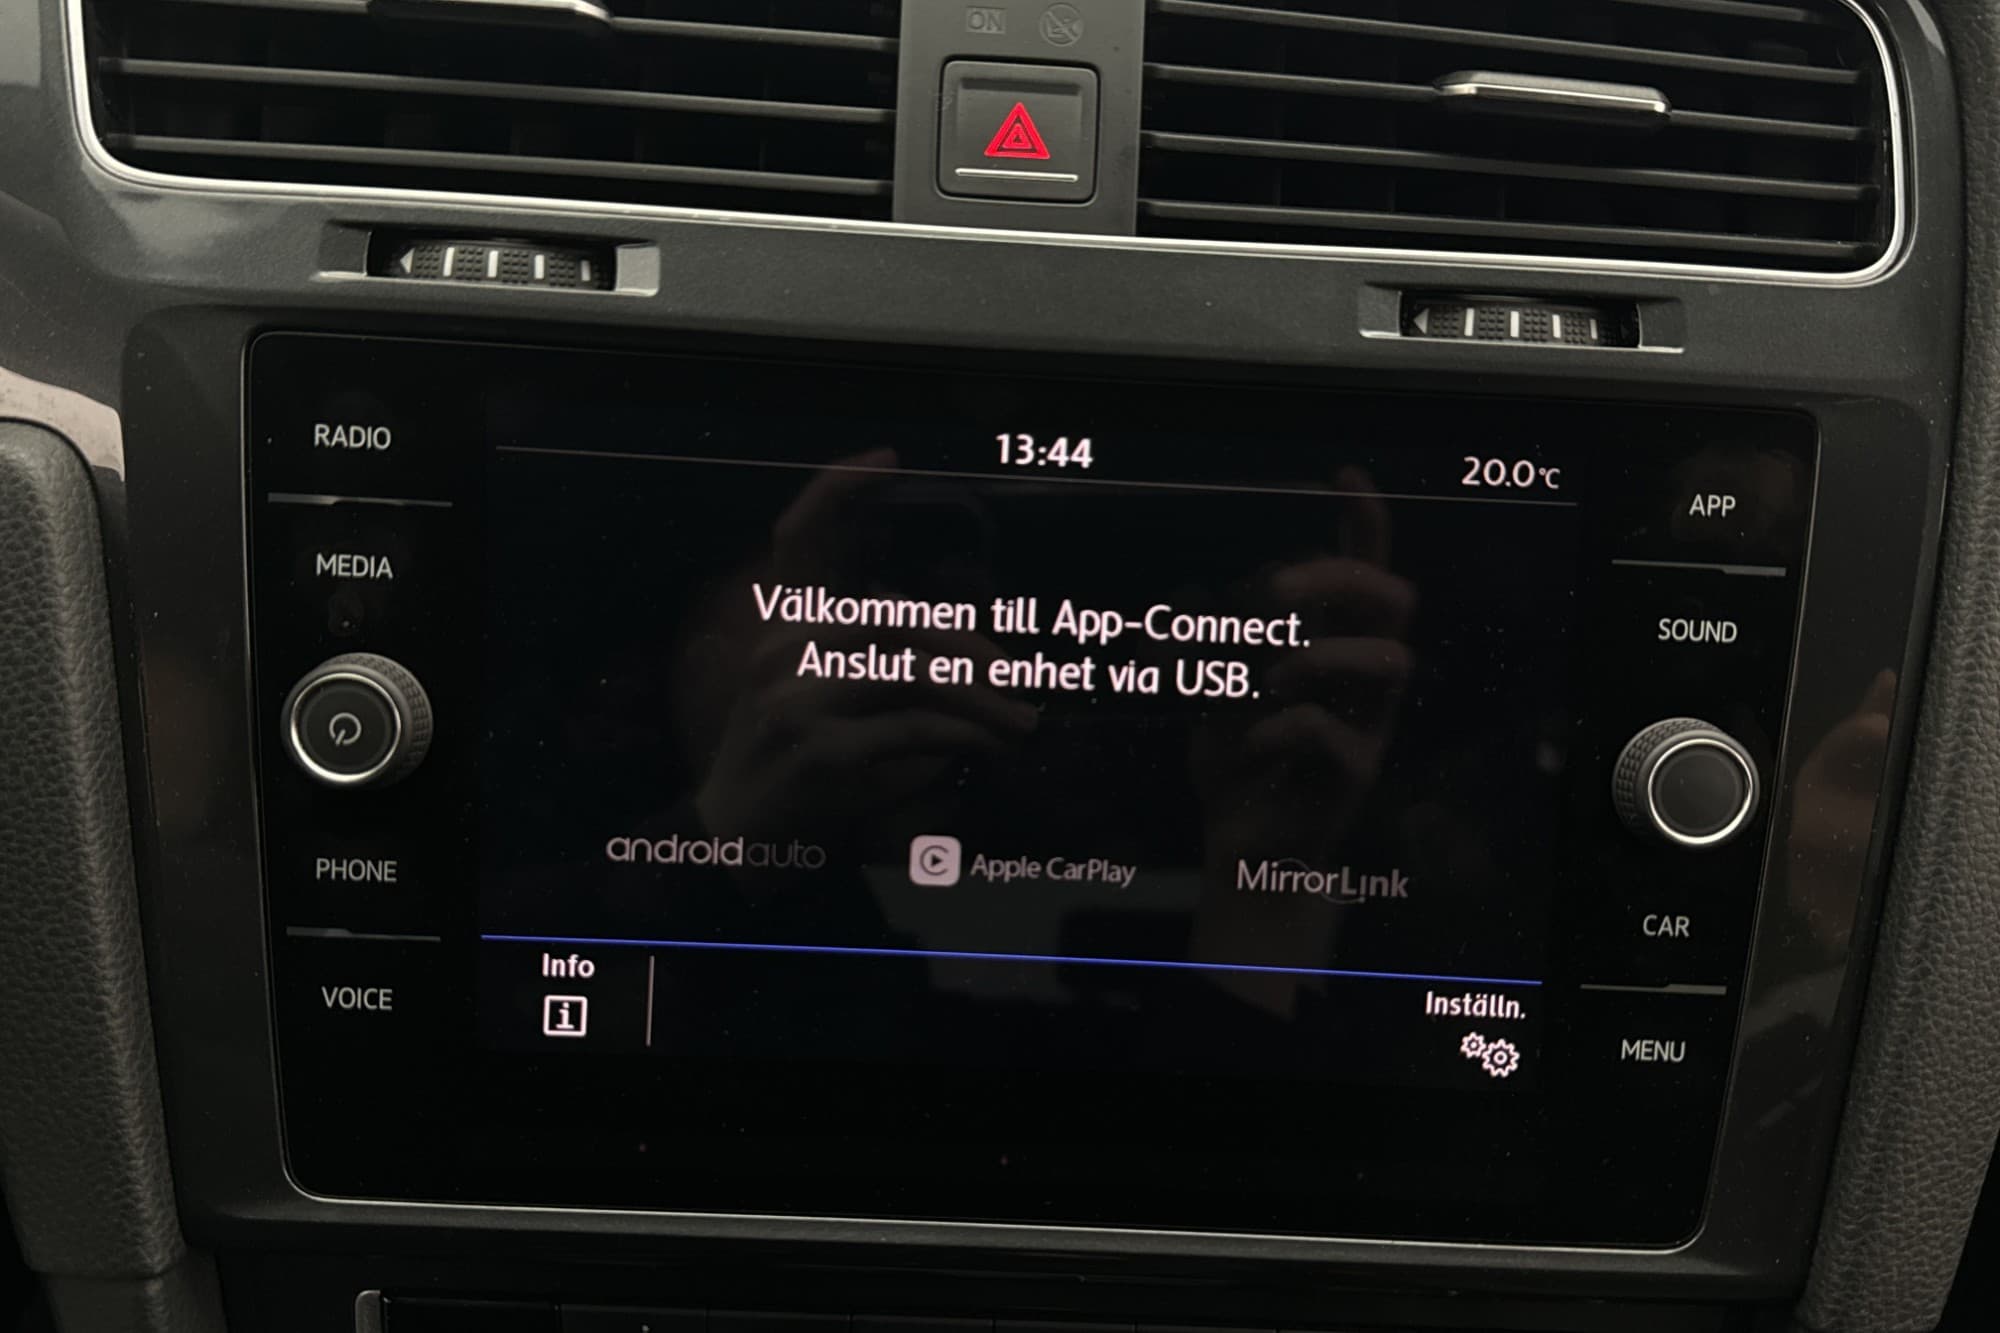 ON
RADIO
MEDIA
PHONE
VOICE
13:44
20.0°C
Välkommen till App-Connect.
Anslut en enhet via USB.
androidauto
Apple CarPlay
MirrorLink
Info
i
Inställn.
APP
SOUND
CAR
MENU